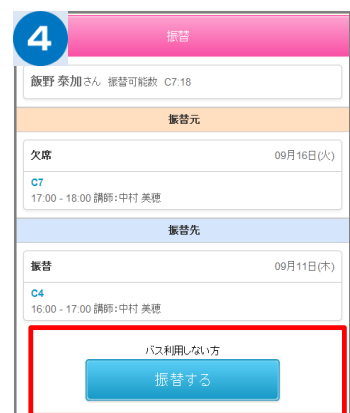 4
振替
飯野 奈加さん 振替可能数 C7:18
振替元
欠席 09月16日(火)
C7
17:00 - 18:00 講師:中村 美穂
振替先
振替 09月11日(木)
C4
16:00 - 17:00 講師:中村 美穂
バス利用しない方
振替する